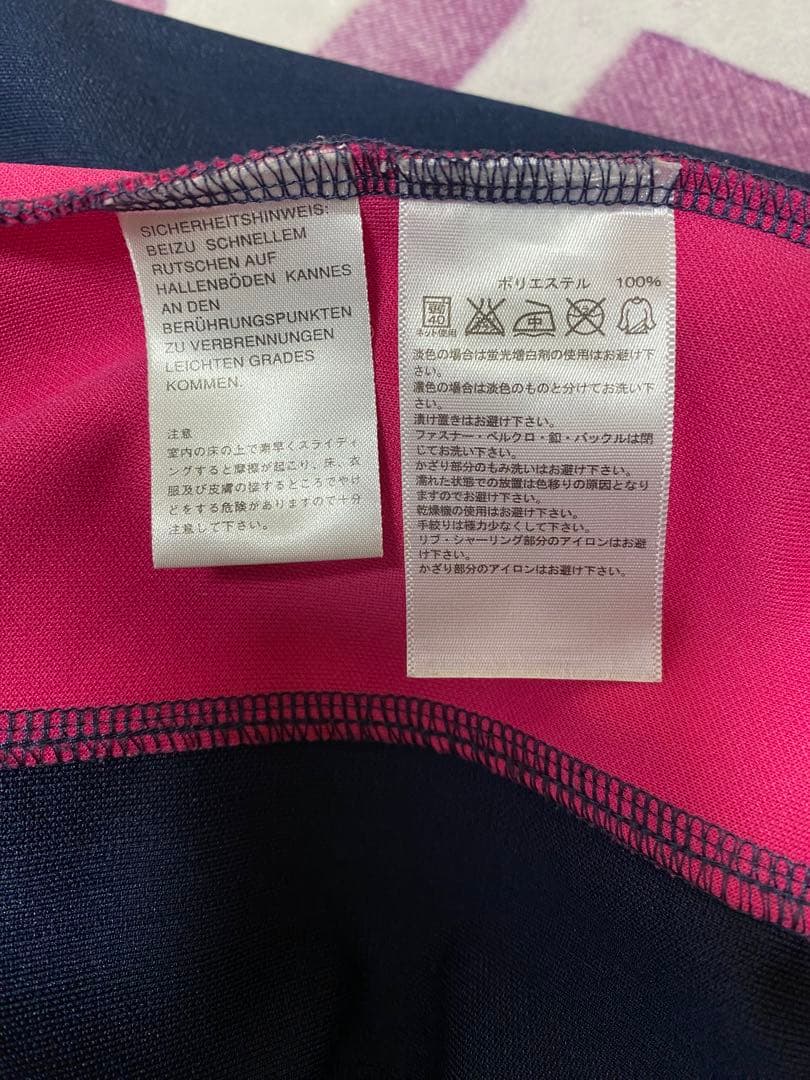 SICHERHEITSHINWEIS:
BEIZU SCHNELLEM
RUTSCHEN AUF
HALLENBÖDEN KANNES
AN DEN
BERÜHRUNGSPUNKTEN
ZU VERBRENNUNGEN
LEICHTEN GRADES
KOMMEN.
注意
室内の床の上で素早くスライディ
ングすると摩擦が起こり、床、衣
服及び皮膚の接するところでやけ
どをする危険がありますので十分
注意して下さい。
ポリエステル 100%
40
中
ネット使用
淡色の場合は蛍光増白剤の使用はお避け下
さい。
濃色の場合は淡色のものと分けてお洗い下
さい。
漬け置きはお避け下さい。
ファスナー・ベルクロ・釦・バックルは閉
じてお洗い下さい。
かざり部分のもみ洗いはお避け下さい。
濡れた状態での放置は色移りの原因となり
ますのでお避け下さい。
乾燥機の使用はお避け下さい。
手絞りは極力少なくして下さい。
リブ・シャーリング部分のアイロンはお避
け下さい。
かざり部分のアイロンはお避け下さい。